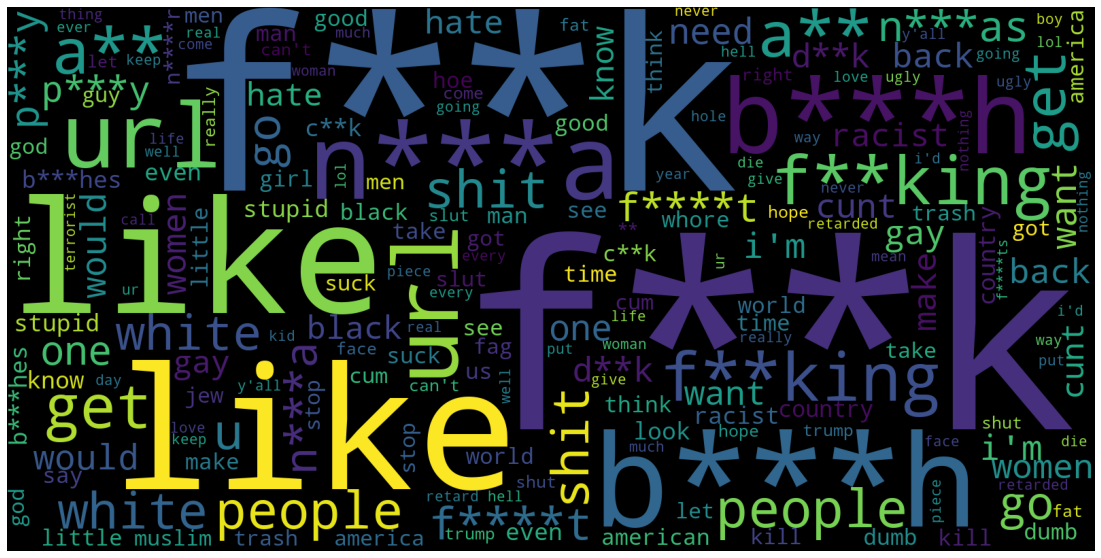 p***y
a**
n****r
men
man
good
hate
fat
know
think
need
never
hell
a**
n***as
y'all
lol
boy
going
america
thing
ever
real
keep
come
let
can't
much
woman
f**k
d**k
back
get
p***y
guy
url
really
hate
hoe
come
going
right
love
ugly
ugly
b***h
god
life
well
even
go
c**k
good
n***a
hole
way
racist
nothing
b***hes
girl
lol
men
shit
year
die
give
i'd
f**king
like
right
terrorist
call
ur
would
women
little
stupid
black
slut
man
see
f****t
whore
never
cunt
hope
retarded
trash
gay
want
got
nothing
take
got
every
**
ur
i'm
c**k
time
mean
make
country
f****ts
back
suck
piece
slut
every
url
stupid
white
kid
black
real
see
fag
cum
life
world
time
woman
really
f**k
i'd
way
put
one
gay
face
suck
us
one
put
d**k
take
cunt
b***hes
know
day
jew
y'all
n***a
stop
cum
can't
well
give
f**king
want
like
get
u
love
keep
make
stop
world
shit
think
racist
country
look
hope
trump
shut
die
i'm
would
say
god
white
people
retard
hell
shut
f****t
b***h
much
face
piece
women
retarded
little muslim
trash
america
trump
even
american
let
people
kill
dumb
kill
go
fat
dumb